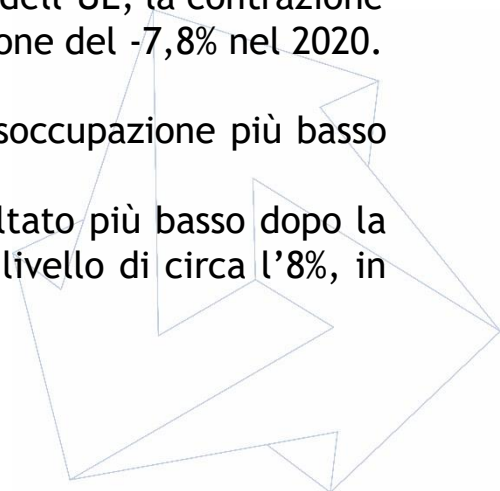 dell'UE, la contrazione
one del -7,8% nel 2020.
soccupazione più basso
ltato più basso dopo la
livello di circa l'8%, in